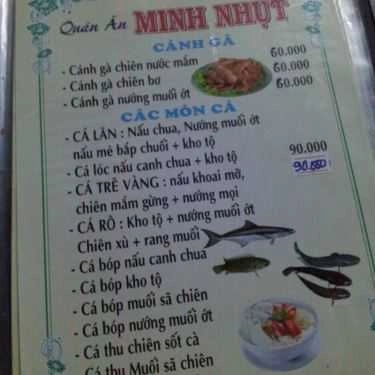 Quán Ăn MINH NHỰT
CÁNH GÀ
- Cánh gà chiên nước mắm 60.000
- Cánh gà chiên bơ 60.000
- Cánh gà nướng muối ớt 60.000
CÁC MÓN CÁ
- CÁ LĂN : Nấu chua, Nướng muối ớt
nấu mẻ bắp chuối + kho tộ
- Cá lóc nấu canh chua + kho tộ 90.000
- CÁ TRÊ VÀNG : nấu khoai mỡ, 90.000
chiên mắm gừng + nướng mọi
- CÁ RÔ : Kho tộ + nướng muối ớt
Chiên xù + rang muối
- Cá bóp nấu canh chua
- Cá bóp kho tộ
- Cá bóp muối sã chiên
- Cá bóp nướng muối ớt
- Cá thu chiên sốt cà
- Cá thu Muối sã chiên